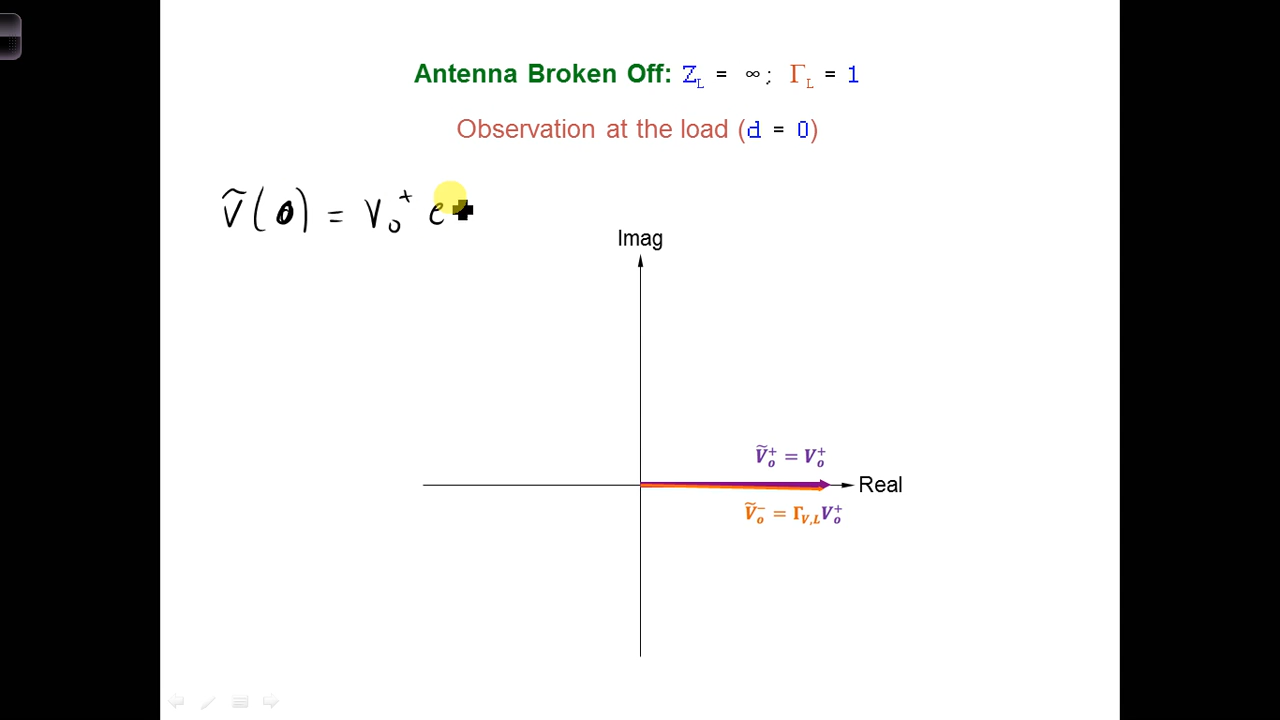 Antenna Broken Off: Z_L = ∞; Γ_L = 1
Observation at the load (d = 0)
Ṽ(0) = V_o^+ e
Imag
Ṽ_o^+ = V_o^+
Real
Ṽ_o^- = Γ_{V,L}V_o^+